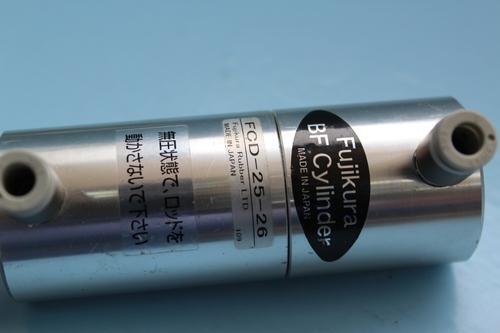 無圧状態で、ロッドを
動かさないで下さい
FCD-25-26
Fujikura Rubber LTD.
MADE IN JAPAN
109
Fujikura
BF Cylinder
MADE IN JAPAN